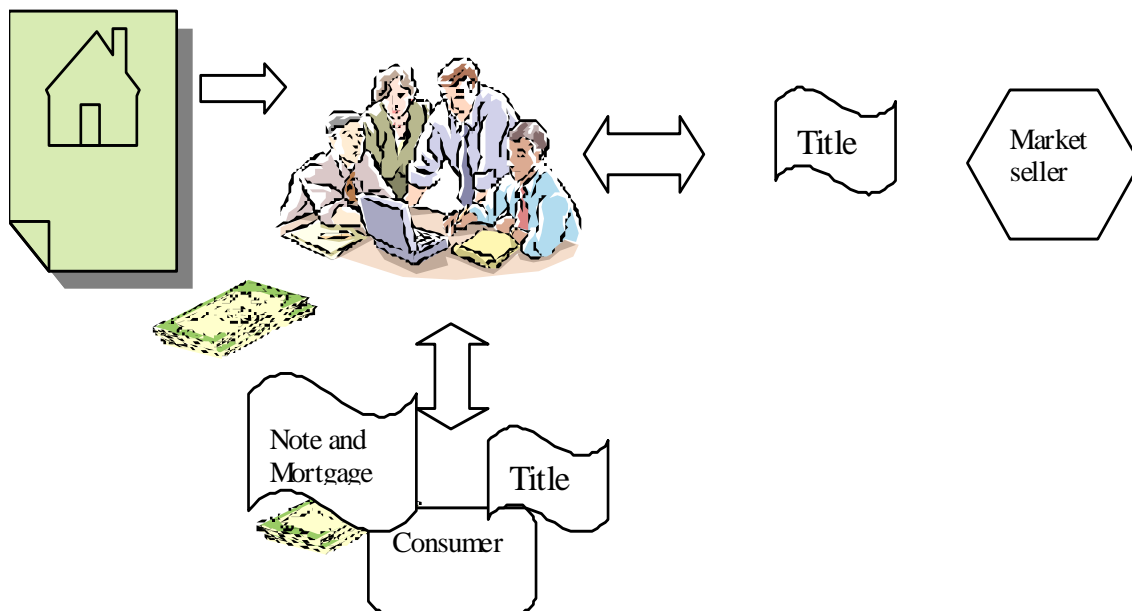 Title
Market
seller
Note and
Mortgage
Title
Consumer